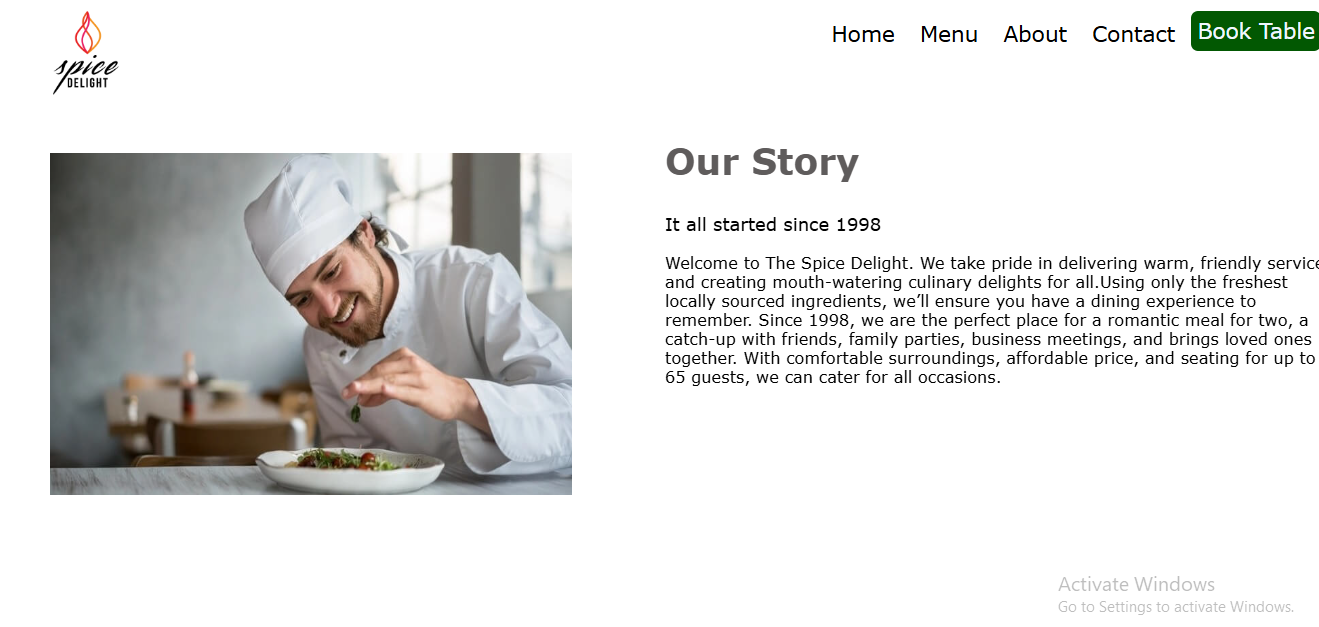 spice
DELIGHT
Home Menu About Contact Book Table
Our Story
It all started since 1998
Welcome to The Spice Delight. We take pride in delivering warm, friendly service
and creating mouth-watering culinary delights for all.Using only the freshest
locally sourced ingredients, we’ll ensure you have a dining experience to
remember. Since 1998, we are the perfect place for a romantic meal for two, a
catch-up with friends, family parties, business meetings, and brings loved ones
together. With comfortable surroundings, affordable price, and seating for up to
65 guests, we can cater for all occasions.
Activate Windows
Go to Settings to activate Windows.